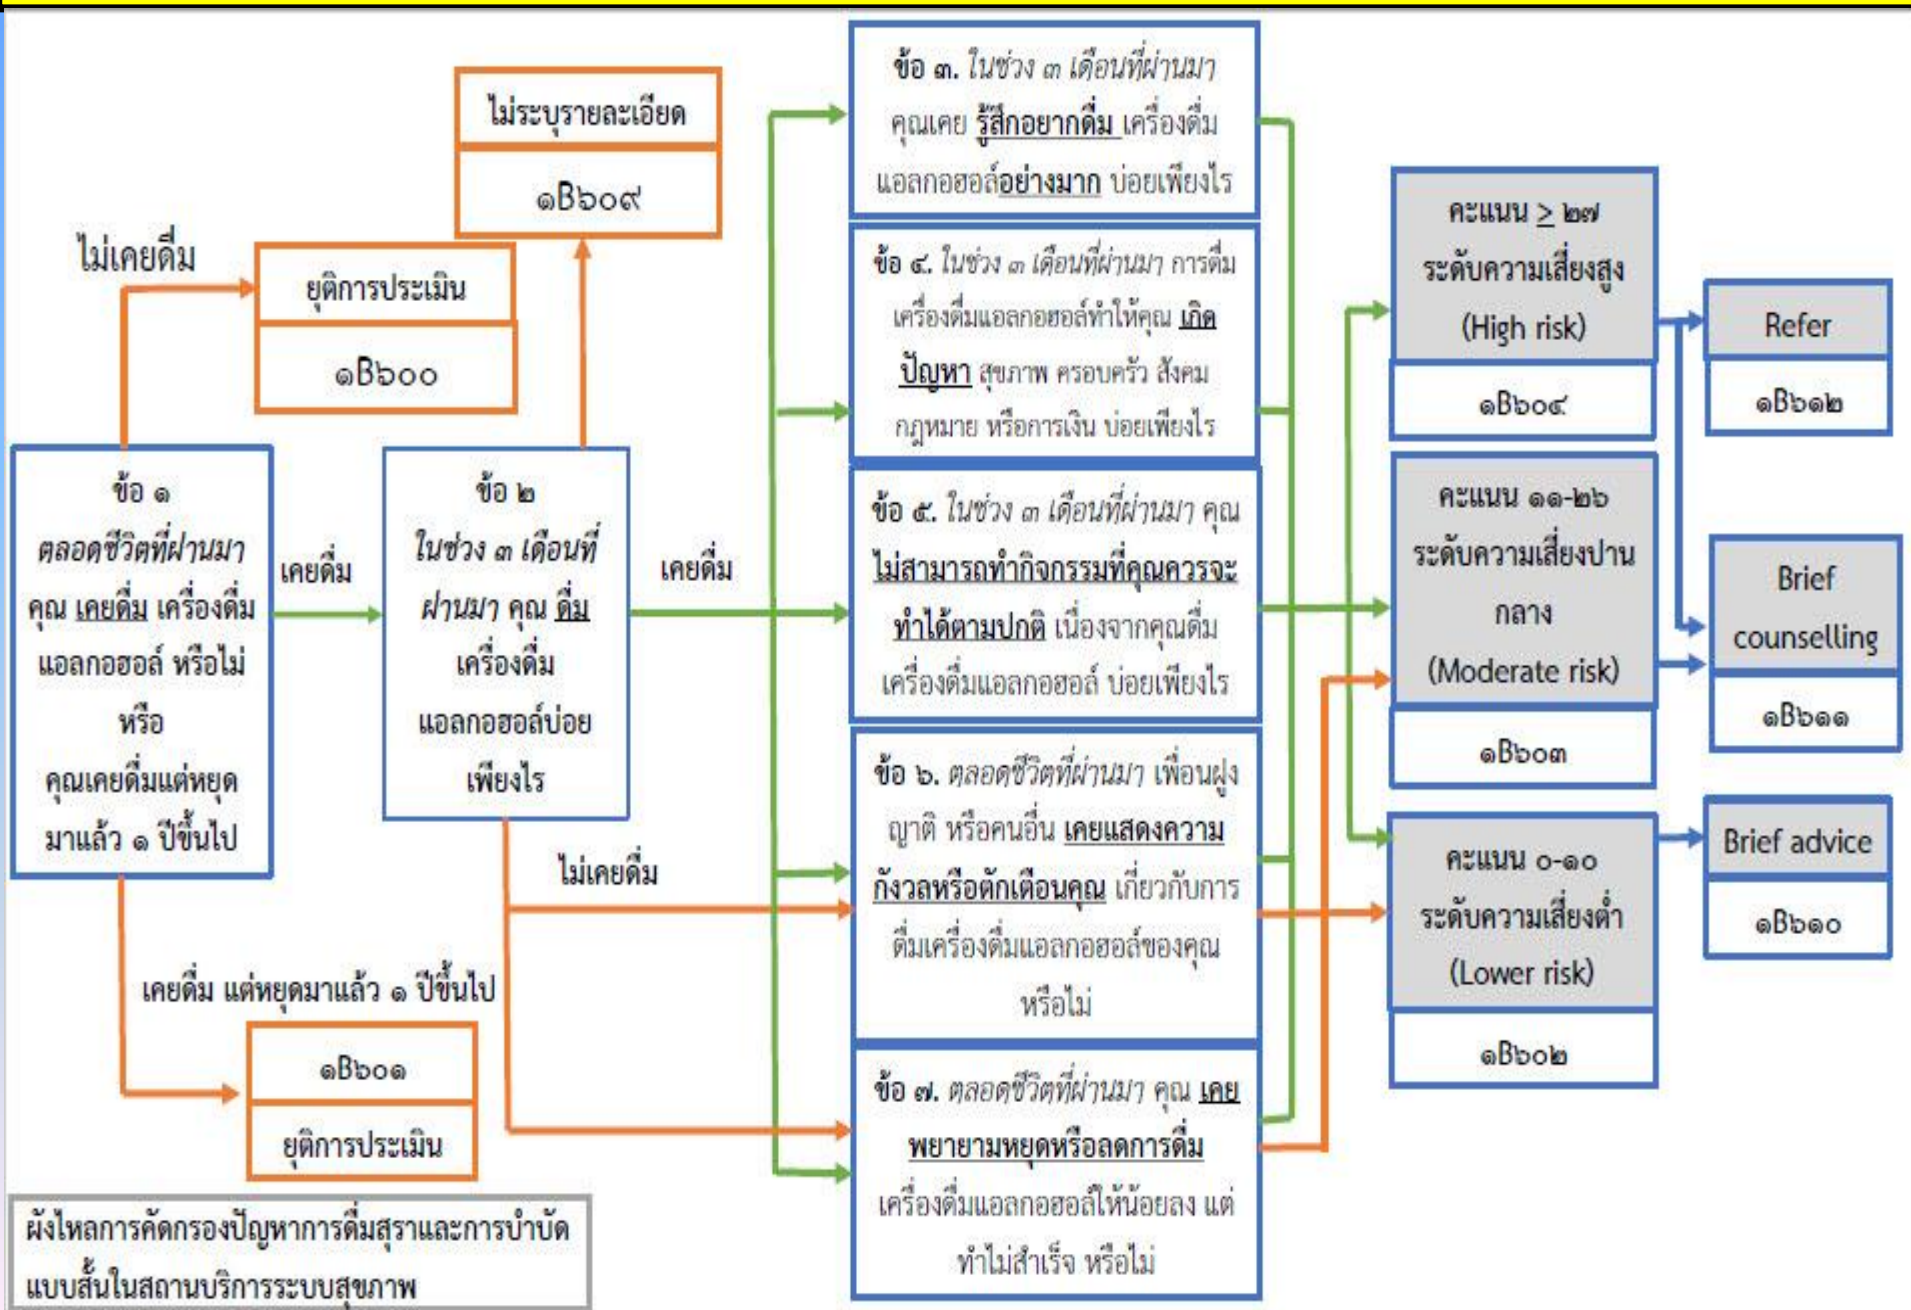 ไม่ระบุรายละเอียด
๑B๖๐๙
ไม่เคยดื่ม
ยุติการประเมิน
๑B๖๐๐
ข้อ ๑
ตลอดชีวิตที่ผ่านมา
คุณ เคยดื่ม เครื่องดื่ม
แอลกอฮอล์ หรือไม่
หรือ
คุณเคยดื่มแต่หยุด
มาแล้ว ๑ ปีขึ้นไป
เคยดื่ม
ข้อ ๒
ในช่วง ๓ เดือนที่
ผ่านมา คุณ ดื่ม
เครื่องดื่ม
แอลกอฮอล์บ่อย
เพียงไร
เคยดื่ม
ไม่เคยดื่ม
เคยดื่ม แต่หยุดมาแล้ว ๑ ปีขึ้นไป
๑B๖๐๑
ยุติการประเมิน
ข้อ ๓. ในช่วง ๓ เดือนที่ผ่านมา
คุณเคย รู้สึกอยากดื่ม เครื่องดื่ม
แอลกอฮอล์อย่างมาก บ่อยเพียงไร
ข้อ ๔. ในช่วง ๓ เดือนที่ผ่านมา การดื่ม
เครื่องดื่มแอลกอฮอล์ทำให้คุณ เกิด
ปัญหา สุขภาพ ครอบครัว สังคม
กฎหมาย หรือการเงิน บ่อยเพียงไร
ข้อ ๕. ในช่วง ๓ เดือนที่ผ่านมา คุณ
ไม่สามารถทำกิจกรรมที่คุณควรจะ
ทำได้ตามปกติ เนื่องจากคุณดื่ม
เครื่องดื่มแอลกอฮอล์ บ่อยเพียงไร
ข้อ ๖. ตลอดชีวิตที่ผ่านมา เพื่อนฝูง
ญาติ หรือคนอื่น เคยแสดงความ
กังวลหรือตักเตือนคุณ เกี่ยวกับการ
ดื่มเครื่องดื่มแอลกอฮอล์ของคุณ
หรือไม่
ข้อ ๗. ตลอดชีวิตที่ผ่านมา คุณ เคย
พยายามหยุดหรือลดการดื่ม
เครื่องดื่มแอลกอฮอล์ให้น้อยลง แต่
ทำไม่สำเร็จ หรือไม่
คะแนน ≥ ๒๗
ระดับความเสี่ยงสูง
(High risk)
๑B๖๐๔
คะแนน ๑๑-๒๖
ระดับความเสี่ยงปาน
กลาง
(Moderate risk)
๑B๖๐๓
คะแนน ๐-๑๐
ระดับความเสี่ยงต่ำ
(Lower risk)
๑B๖๐๒
Refer
๑B๖๑๒
Brief
counselling
๑B๖๑๑
Brief advice
๑B๖๑๐
ผังไหลการคัดกรองปัญหาการดื่มสุราและการบำบัด
แบบสั้นในสถานบริการระบบสุขภาพ